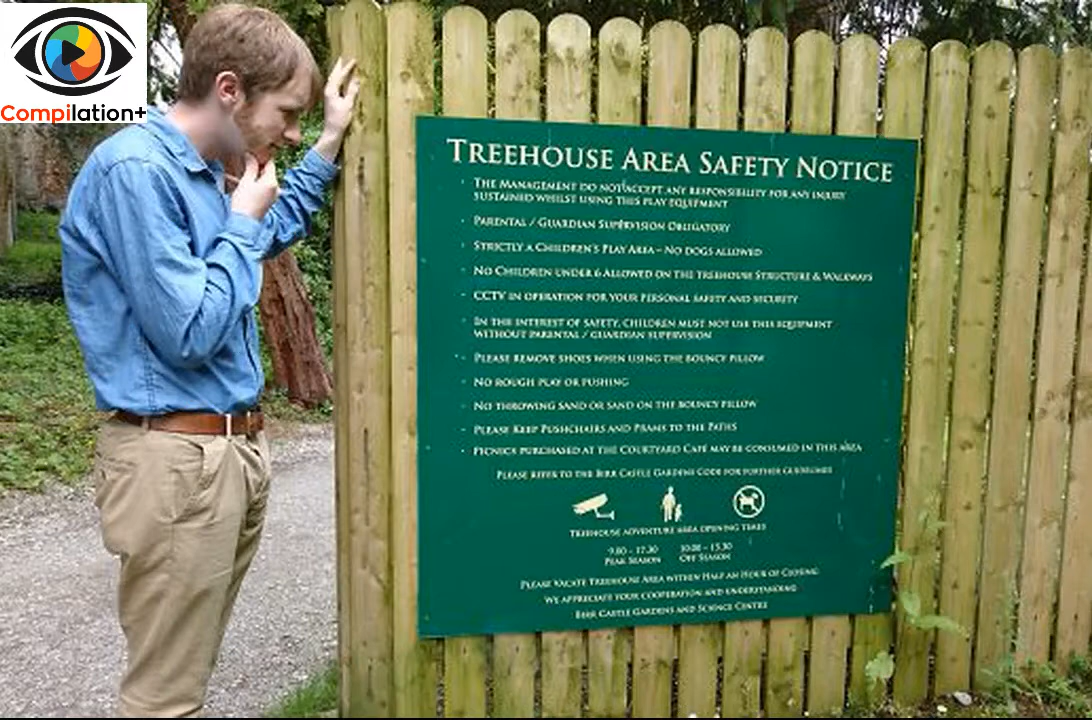 Compilation+
TREEHOUSE AREA SAFETY NOTICE
· THE MANAGEMENT DO NOT ACCEPT ANY RESPONSIBILITY FOR ANY INJURY
SUSTAINED WHILST USING THIS PLAY EQUIPMENT
· PARENTAL / GUARDIAN SUPERVISION OBLIGATORY
· STRICTLY A CHILDREN'S PLAY AREA – NO DOGS ALLOWED
· NO CHILDREN UNDER 6 ALLOWED ON THE TREEHOUSE STRUCTURE & WALKWAYS
· CCTV IN OPERATION FOR YOUR PERSONAL SAFETY AND SECURITY
· IN THE INTEREST OF SAFETY, CHILDREN MUST NOT USE THIS EQUIPMENT
WITHOUT PARENTAL / GUARDIAN SUPERVISION
· PLEASE REMOVE SHOES WHEN USING THE BOUNCY PILLOW
· NO ROUGH PLAY OR PUSHING
· NO THROWING SAND OR SAND ON THE BOUNCY PILLOW
· PLEASE KEEP PUSHCHAIRS AND PRAMS TO THE PATHS
· PICNICS PURCHASED AT THE COURTYARD CAFÉ MAY BE CONSUMED IN THIS AREA
PLEASE REFER TO THE BIRR CASTLE GARDENS CODE FOR FURTHER GUIDELINES
TREEHOUSE ADVENTURE AREA OPENING TIMES
9.00 – 17.30 10.00 – 15.30
PEAK SEASON OFF SEASON
PLEASE VACATE TREEHOUSE AREA WITHIN HALF AN HOUR OF CLOSING
WE APPRECIATE YOUR COOPERATION AND UNDERSTANDING
BIRR CASTLE GARDENS AND SCIENCE CENTRE